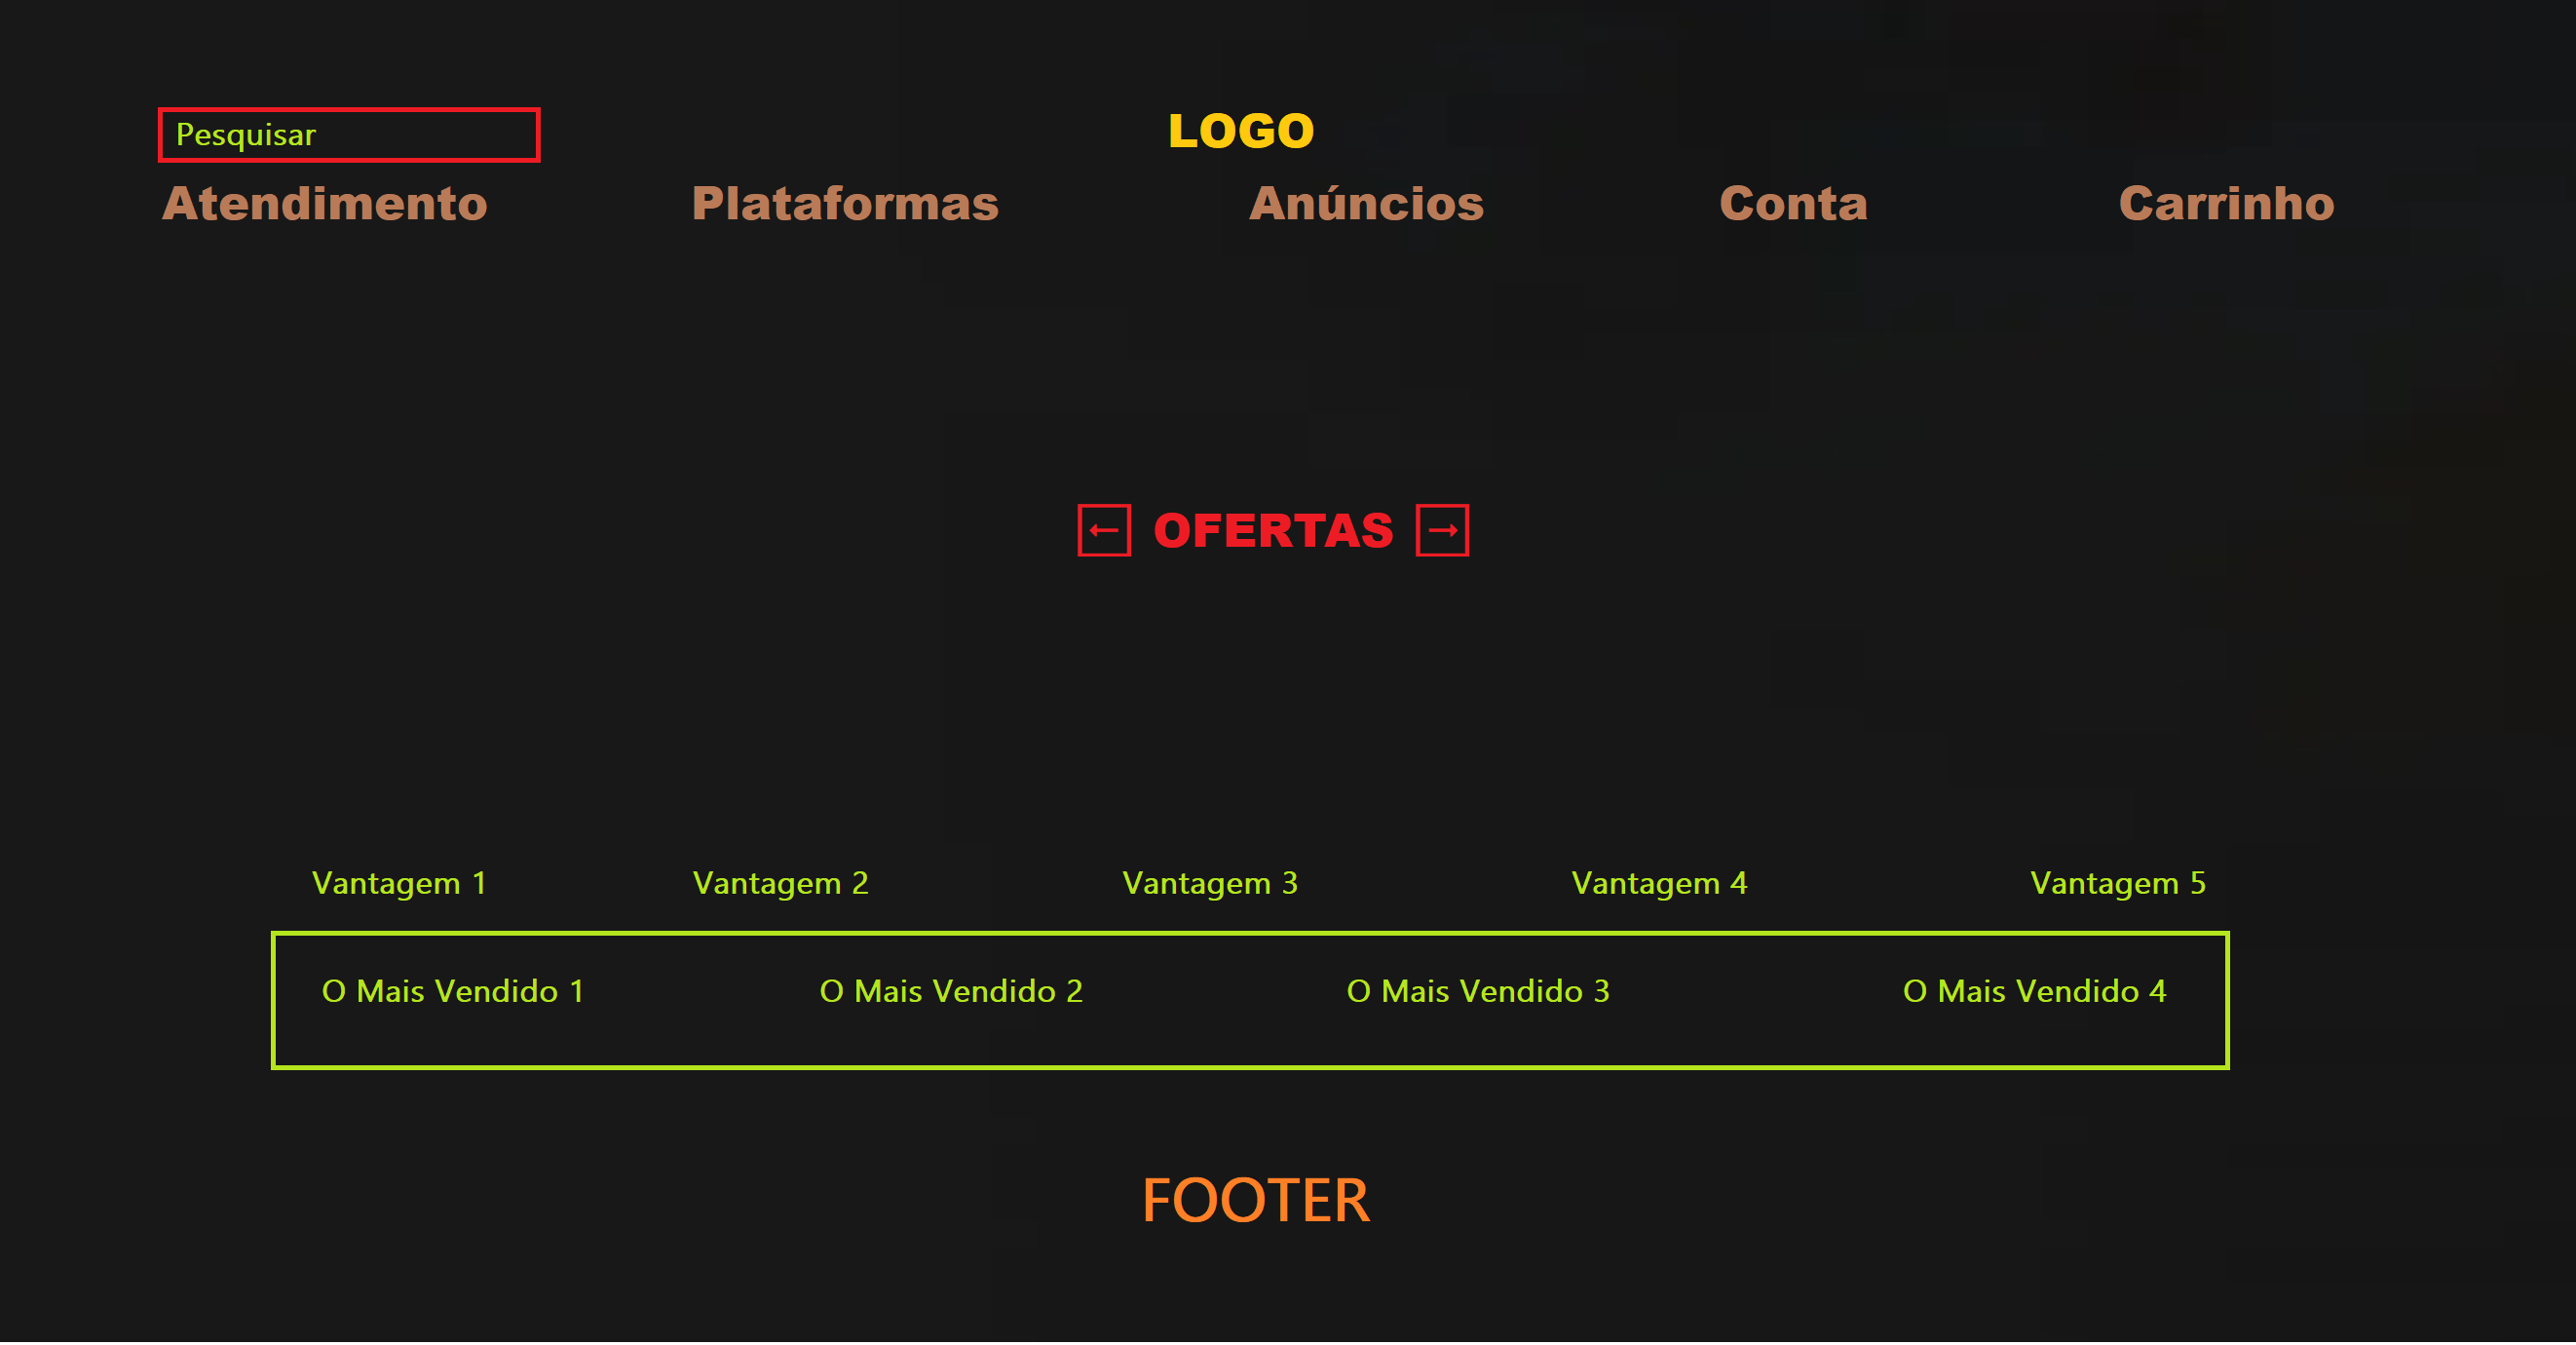 Pesquisar LOGO
Atendimento Plataformas Anúncios Conta Carrinho
← OFERTAS →
Vantagem 1 Vantagem 2 Vantagem 3 Vantagem 4 Vantagem 5
O Mais Vendido 1 O Mais Vendido 2 O Mais Vendido 3 O Mais Vendido 4
FOOTER